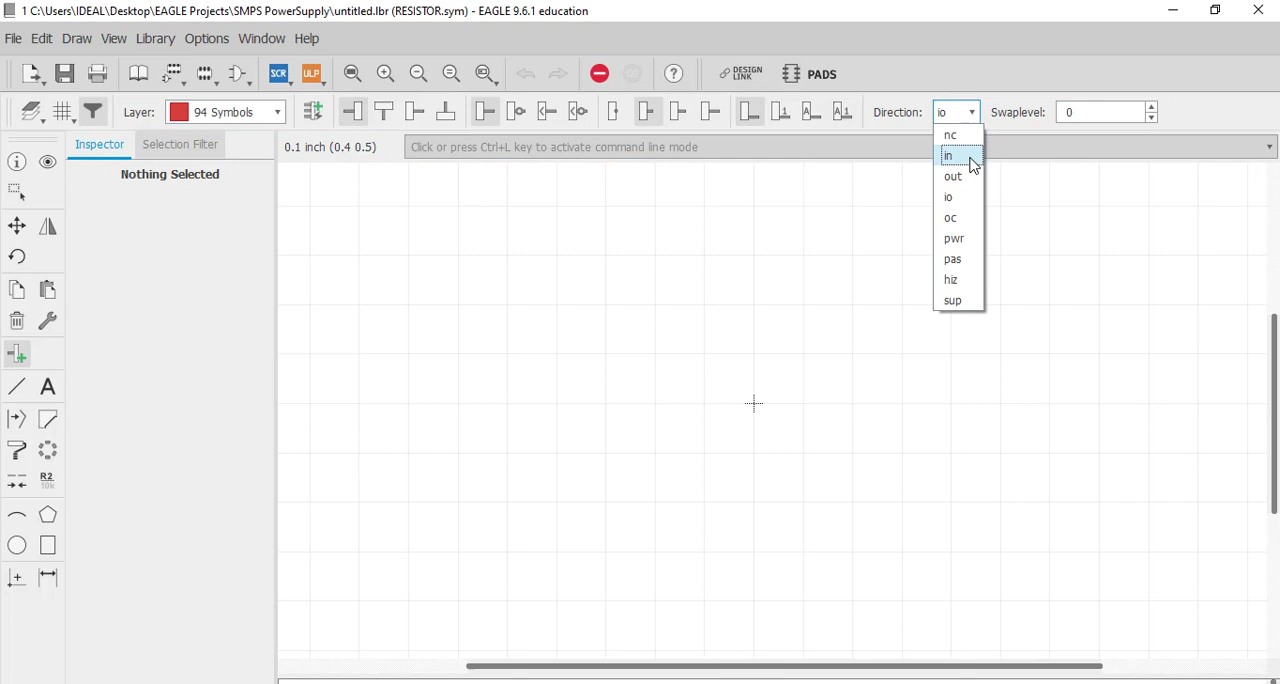 1 C:\Users\IDEAL\Desktop\EAGLE Projects\SMPS PowerSupply\untitled.lbr (RESISTOR.sym) - EAGLE 9.6.1 education
File Edit Draw View Library Options Window Help
SCR ULP DESIGN LINK PADS
Layer: 94 Symbols Direction: io Swaplevel: 0
Inspector Selection Filter 0.1 inch (0.4 0.5) Click or press Ctrl+L key to activate command line mode
Nothing Selected
nc
in
out
io
oc
pwr
pas
hiz
sup
A
R2
10k